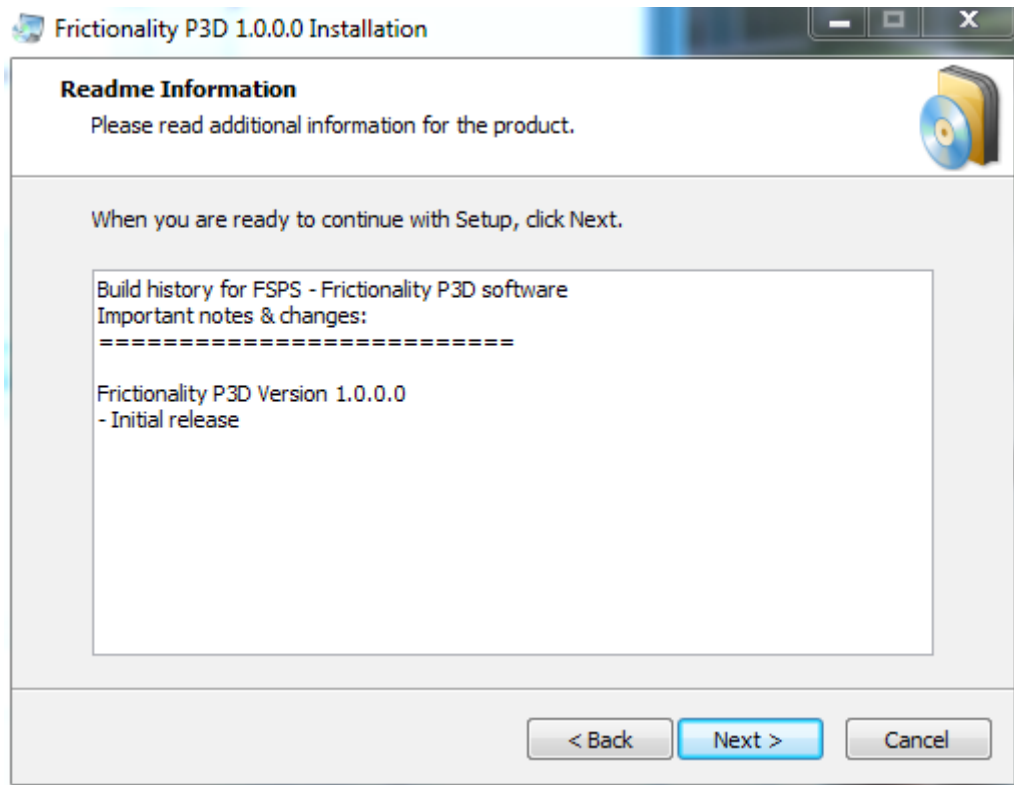 Frictionality P3D 1.0.0.0 Installation
Readme Information
Please read additional information for the product.
When you are ready to continue with Setup, click Next.
Build history for FSPS - Frictionality P3D software
Important notes & changes:
==========================
Frictionality P3D Version 1.0.0.0
- Initial release
< Back
Next >
Cancel